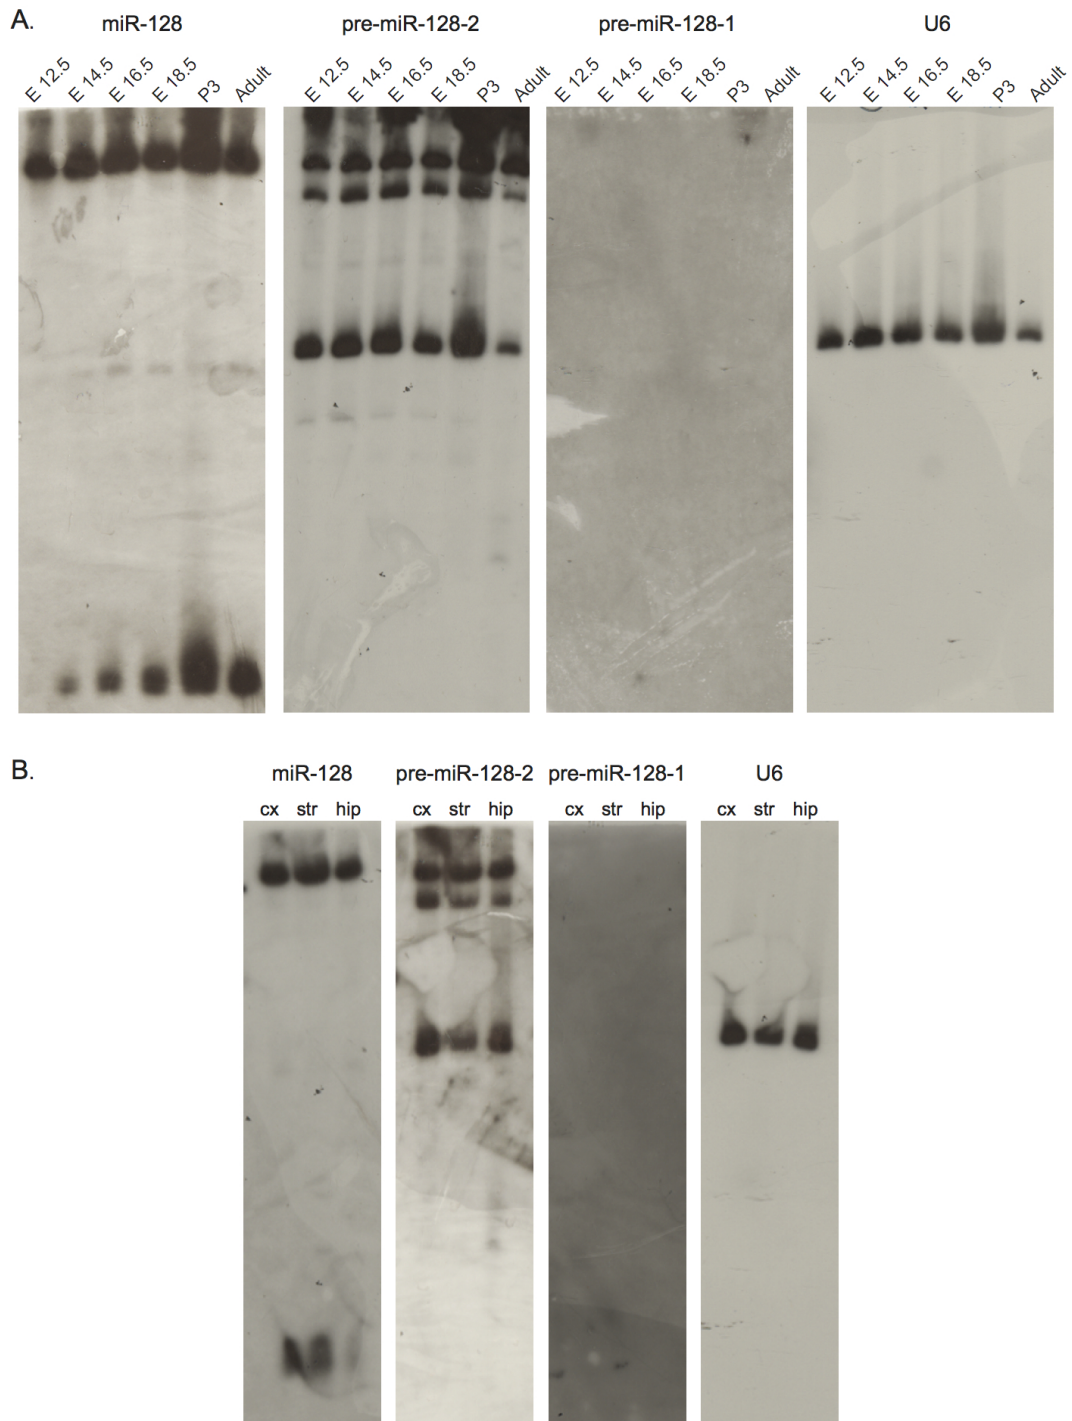 A.
miR-128 pre-miR-128-2 pre-miR-128-1 U6
E 12.5 E 14.5 E 16.5 E 18.5 P3 Adult E 12.5 E 14.5 E 16.5 E 18.5 P3 Adult E 12.5 E 14.5 E 16.5 E 18.5 P3 Adult E 12.5 E 14.5 E 16.5 E 18.5 P3 Adult
B.
miR-128 pre-miR-128-2 pre-miR-128-1 U6
cx str hip cx str hip cx str hip cx str hip